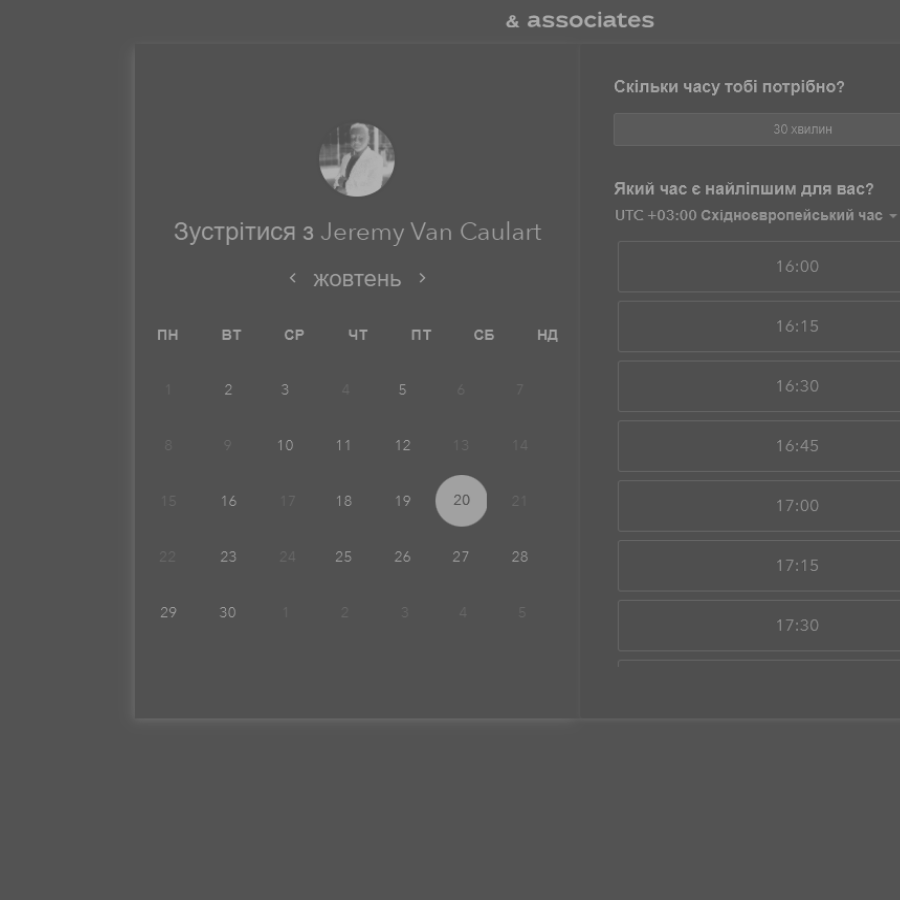 & associates
Зустрітися з Jeremy Van Caulart
жовтень
ПН ВТ СР ЧТ ПТ СБ НД
1 2 3 4 5 6 7
8 9 10 11 12 13 14
15 16 17 18 19 20 21
22 23 24 25 26 27 28
29 30 1 2 3 4 5
Скільки часу тобі потрібно?
30 хвилин
Який час є найліпшим для вас?
UTC +03:00 Східноєвропейський час
16:00
16:15
16:30
16:45
17:00
17:15
17:30